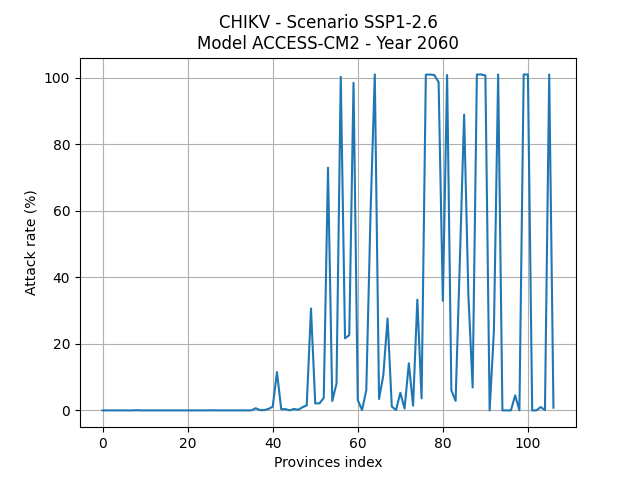 CHIKV - Scenario SSP1-2.6
Model ACCESS-CM2 - Year 2060
100
80
60
40
20
0
Attack rate (%)
0 20 40 60 80 100
Provinces index